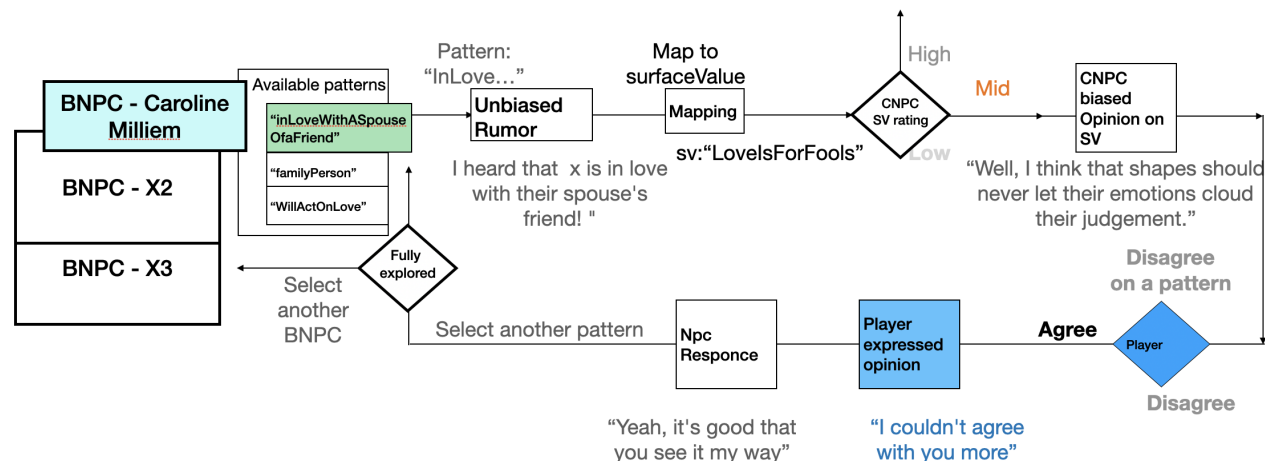 BNPC - Caroline
Milliem
BNPC - X2
BNPC - X3
Available patterns
“inLoveWithASpouse
OfaFriend”
“familyPerson”
“WillActOnLove”
Pattern:
“InLove…”
Unbiased
Rumor
I heard that  x is in love
with their spouse's
friend! "
Map to
surfaceValue
Mapping
sv:“LoveIsForFools”
CNPC
SV rating
High
Mid
Low
CNPC
biased
Opinion on
SV
“Well, I think that shapes should
never let their emotions cloud
their judgement.”
Disagree
on a pattern
Player
Agree
Disagree
Player
expressed
opinion
“I couldn't agree
with you more”
Npc
Responce
“Yeah, it's good that
you see it my way”
Select another pattern
Fully
explored
Select
another
BNPC